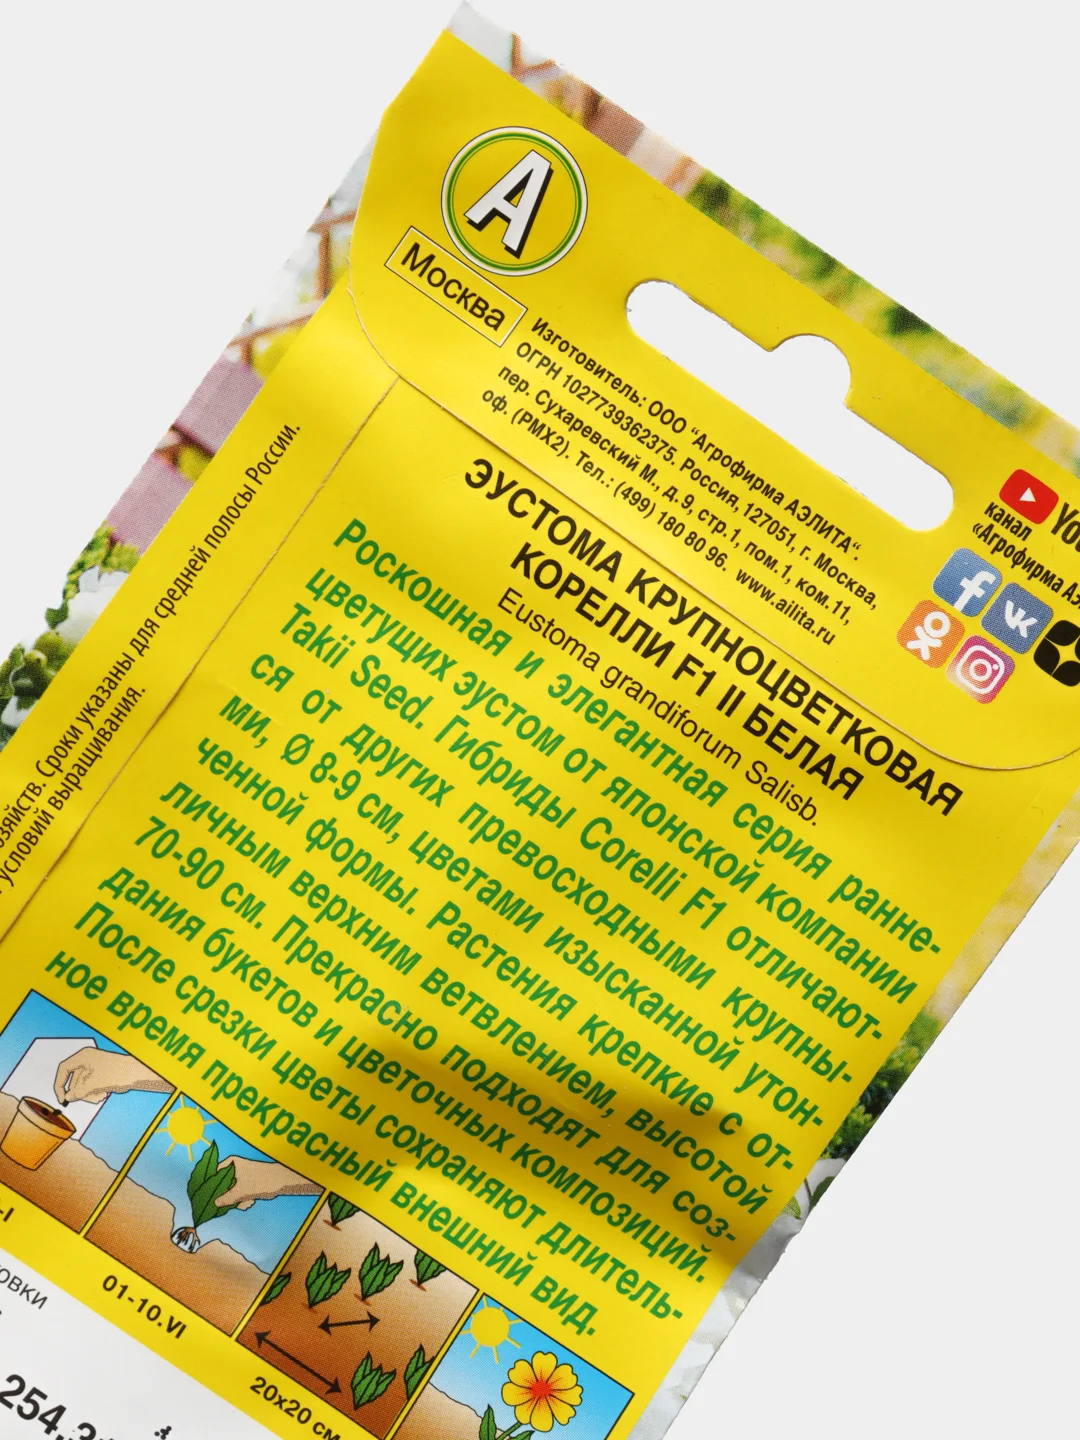 А
Москва
Изготовитель: ООО “Агрофирма АЭЛИТА“.
ОГРН 1027739362375. Россия, 127051, г. Москва,
пер. Сухаревский М., д. 9, стр.1, пом.1, ком.11,
оф. (РМХ2). Тел.: (499) 180 80 96. www.ailita.ru
канал
«Агрофирма
ЭУСТОМА КРУПНОЦВЕТКОВАЯ
КОРЕЛЛИ F1 II БЕЛАЯ
Eustoma grandiforum Salisb.
Роскошная и элегантная серия ранне-
цветущих эустом от японской компании
Takii Seed. Гибриды Corelli F1 отличают-
ся от других превосходными крупны-
ми, Ø 8-9 см, цветами изысканной утон-
ченной формы. Растения крепкие с от-
личным верхним ветвлением, высотой
70-90 см. Прекрасно подходят для соз-
дания букетов и цветочных композиций.
После срезки цветы сохраняют длитель-
ное время прекрасный внешний вид.
Сроки указаны для средней полосы России.
условий выращивания.
01-10.VI
20х20 см